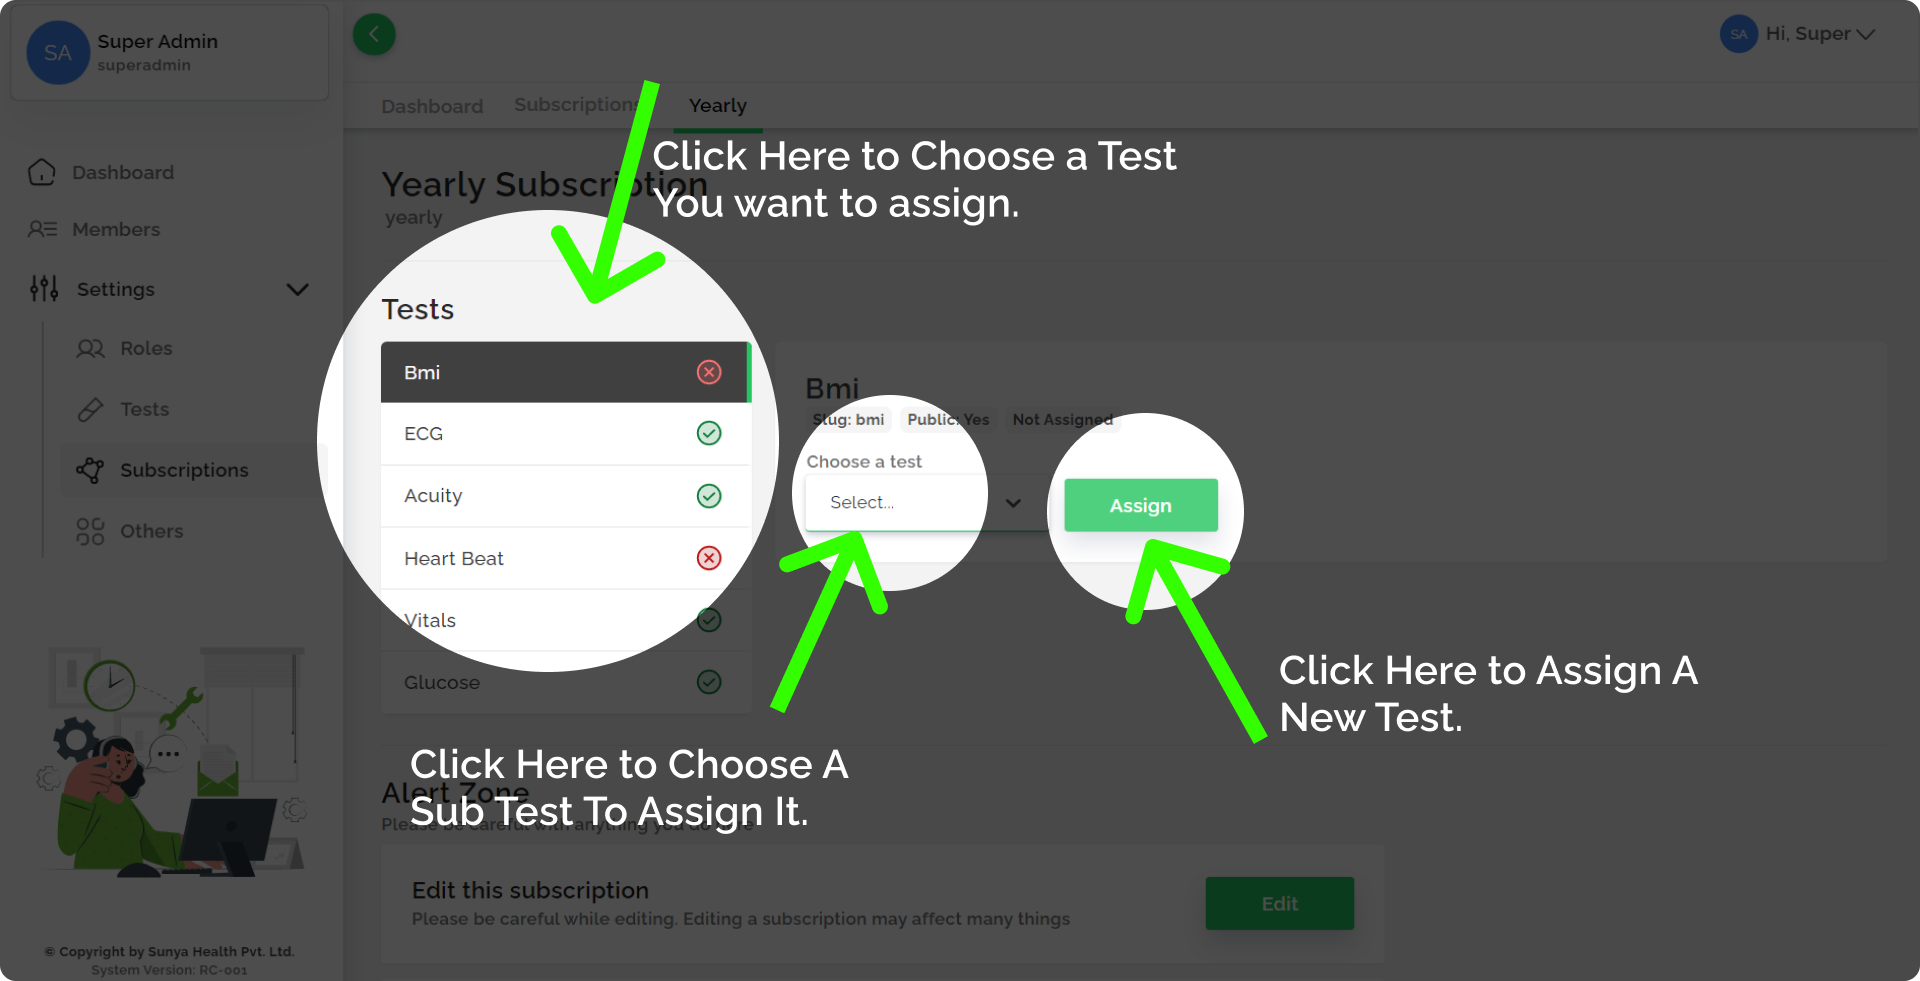 SA
Super Admin
superadmin
SA
Hi, Super
Dashboard
Subscriptions
Yearly
Click Here to Choose a Test
You want to assign.
Yearly Subscription
yearly
Dashboard
Members
Settings
Roles
Tests
Subscriptions
Others
Tests
Bmi
ECG
Acuity
Heart Beat
Vitals
Glucose
Bmi
Slug: bmi
Public: Yes
Not Assigned
Choose a test
Select...
Assign
Click Here to Assign A
New Test.
Click Here to Choose A
Sub Test To Assign It.
Alert Zone
Please be careful with anything you do here
Edit this subscription
Please be careful while editing. Editing a subscription may affect many things
Edit
© Copyright by Sunya Health Pvt. Ltd.
System Version: RC-001